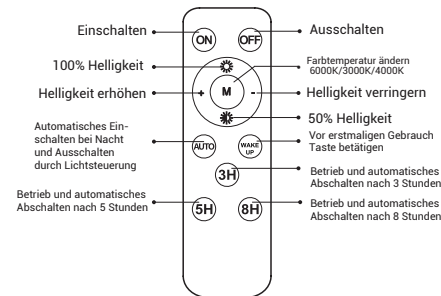 Einschalten
ON
OFF
Ausschalten
100% Helligkeit
Farbtemperatur ändern
6000K/3000K/4000K
Helligkeit erhöhen
+
M
-
Helligkeit verringern
50% Helligkeit
Automatisches Ein-
schalten bei Nacht
und Ausschalten
durch Lichtsteuerung
AUTO
WAKE
UP
Vor erstmaligen Gebrauch
Taste betätigen
3H
Betrieb und automatisches
Abschalten nach 3 Stunden
Betrieb und automatisches
Abschalten nach 5 Stunden
5H
8H
Betrieb und automatisches
Abschalten nach 8 Stunden